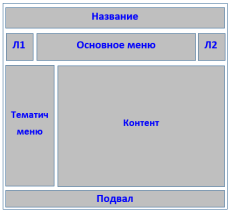 Название
Л1 Основное меню Л2
Тематич
меню
Контент
Подвал